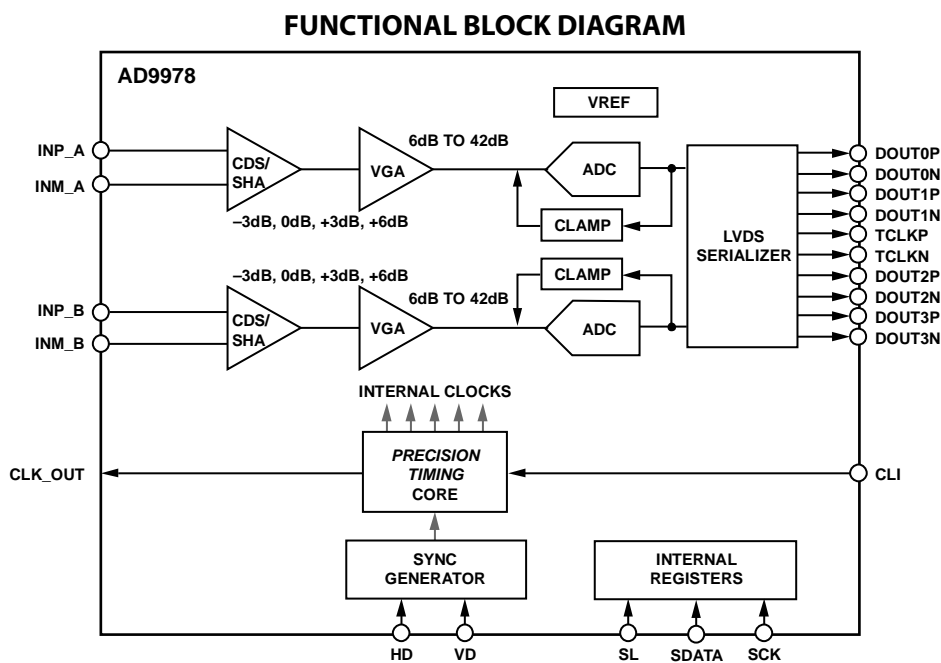 FUNCTIONAL BLOCK DIAGRAM
AD9978
VREF
6dB TO 42dB
INP_A
INM_A
CDS/
SHA
VGA
ADC
CLAMP
–3dB, 0dB, +3dB, +6dB
–3dB, 0dB, +3dB, +6dB
CLAMP
6dB TO 42dB
INP_B
INM_B
CDS/
SHA
VGA
ADC
LVDS
SERIALIZER
DOUT0P
DOUT0N
DOUT1P
DOUT1N
TCLKP
TCLKN
DOUT2P
DOUT2N
DOUT3P
DOUT3N
INTERNAL CLOCKS
CLK_OUT
PRECISION
TIMING
CORE
CLI
SYNC
GENERATOR
INTERNAL
REGISTERS
HD
VD
SL
SDATA
SCK